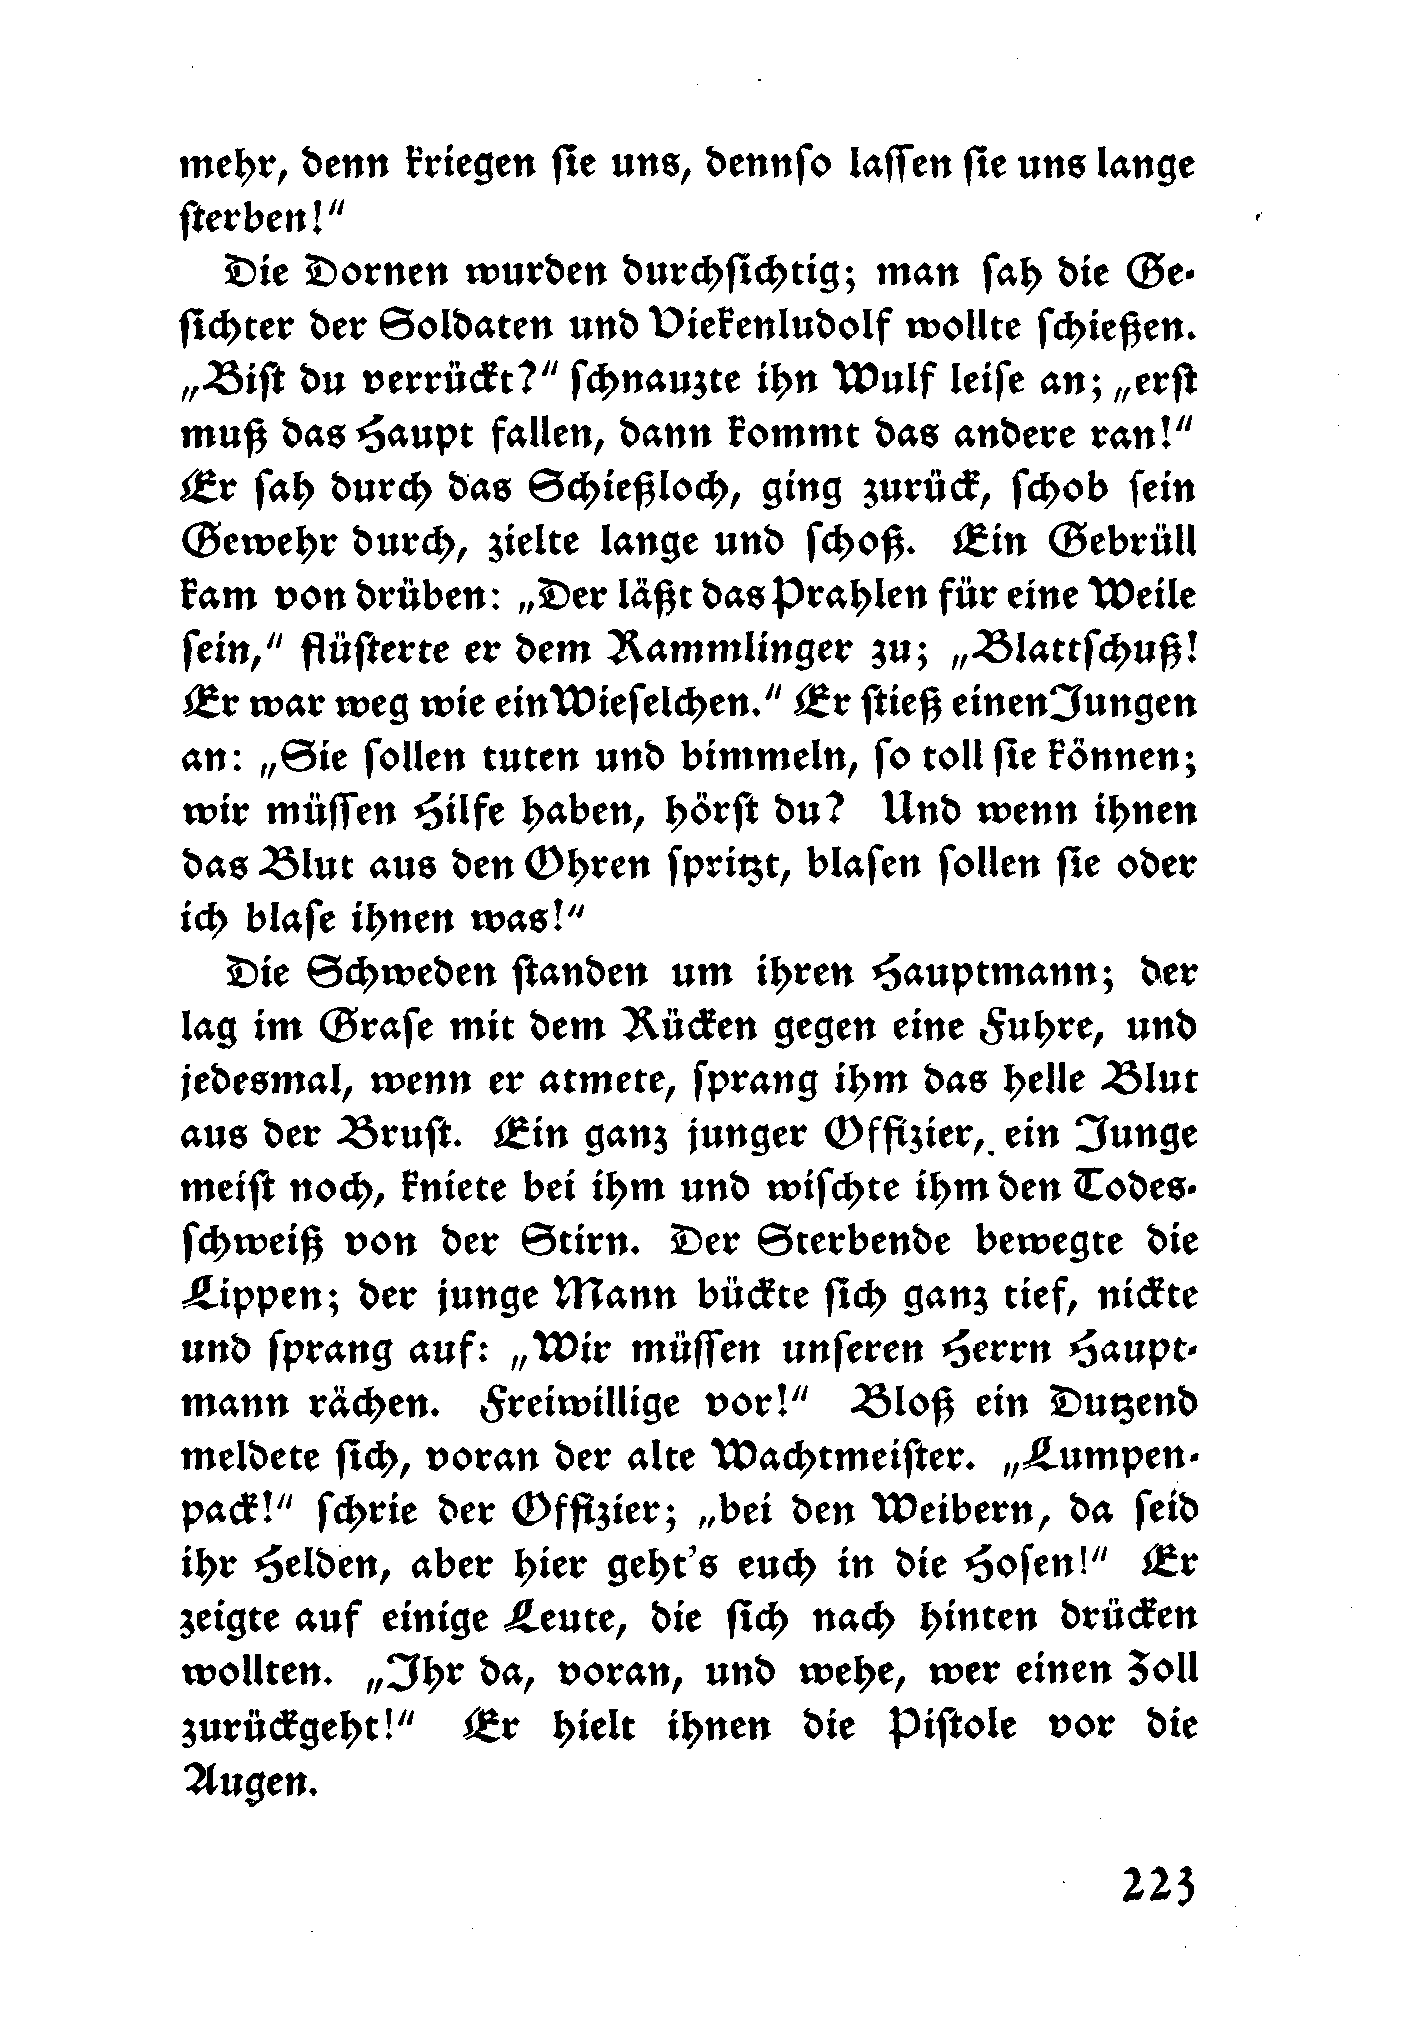 mehr, denn kriegen sie uns, dennso lassen sie uns lange
sterben!“
Die Dornen wurden durchsichtig; man sah die Ge-
sichter der Soldaten und Viekenludolf wollte schießen.
„Bist du verrückt?“ schnauzte ihn Wulf leise an; „erst
muß das Haupt fallen, dann kommt das andere ran!“
Er sah durch das Schießloch, ging zurück, schob sein
Gewehr durch, zielte lange und schoß. Ein Gebrüll
kam von drüben: „Der läßt das Prahlen für eine Weile
sein,“ flüsterte er dem Rammlinger zu; „Blattschuß!
Er war weg wie ein Wieselchen.“ Er stieß einen Jungen
an: „Sie sollen tuten und bimmeln, so toll sie können;
wir müssen Hilfe haben, hörst du? Und wenn ihnen
das Blut aus den Ohren spritzt, blasen sollen sie oder
ich blase ihnen was!“
Die Schweden standen um ihren Hauptmann; der
lag im Grase mit dem Rücken gegen eine Fuhre, und
jedesmal, wenn er atmete, sprang ihm das helle Blut
aus der Brust. Ein ganz junger Offizier, ein Junge
meist noch, kniete bei ihm und wischte ihm den Todes-
schweiß von der Stirn. Der Sterbende bewegte die
Lippen; der junge Mann bückte sich ganz tief, nickte
und sprang auf: „Wir müssen unseren Herrn Haupt-
mann rächen. Freiwillige vor!“ Bloß ein Dutzend
meldete sich, voran der alte Wachtmeister. „Lumpen-
pack!“ schrie der Offizier; „bei den Weibern, da seid
ihr Helden, aber hier geht's euch in die Hosen!“ Er
zeigte auf einige Leute, die sich nach hinten drücken
wollten. „Ihr da, voran, und wehe, wer einen Zoll
zurückgeht!“ Er hielt ihnen die Pistole vor die
Augen.
223